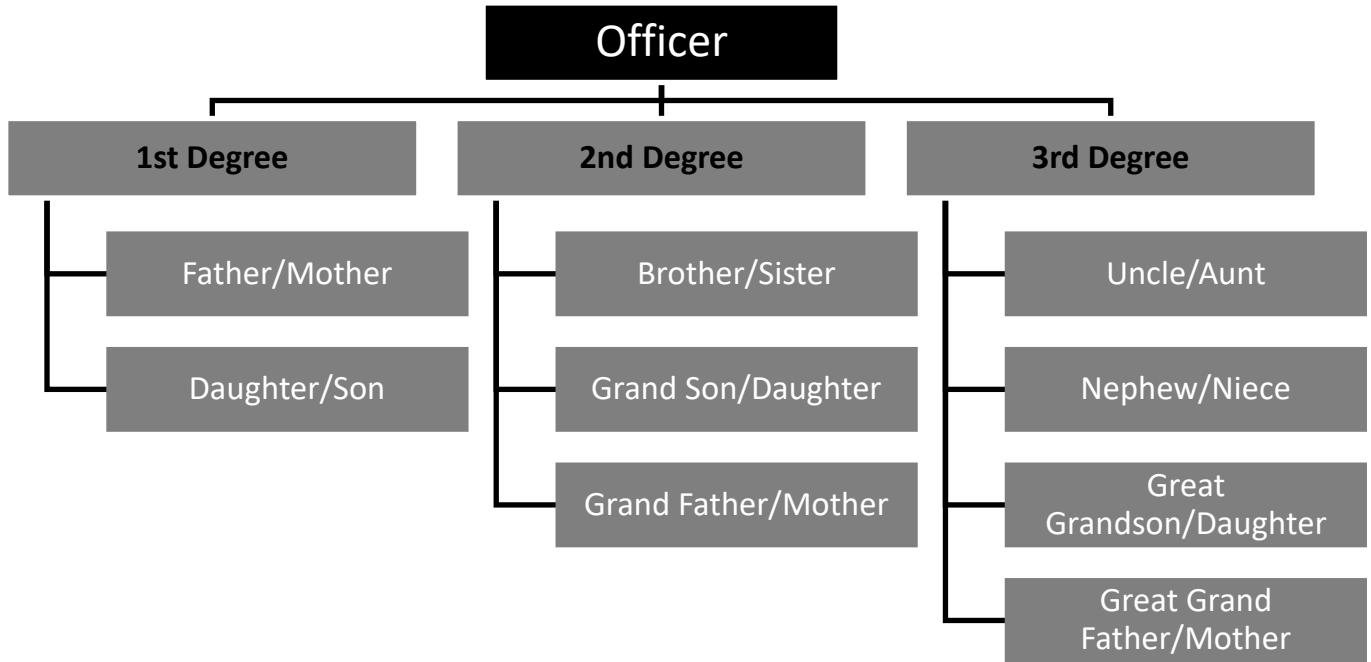 Officer
1st Degree
Father/Mother
Daughter/Son
2nd Degree
Brother/Sister
Grand Son/Daughter
Grand Father/Mother
3rd Degree
Uncle/Aunt
Nephew/Niece
Great
Grandson/Daughter
Great Grand
Father/Mother